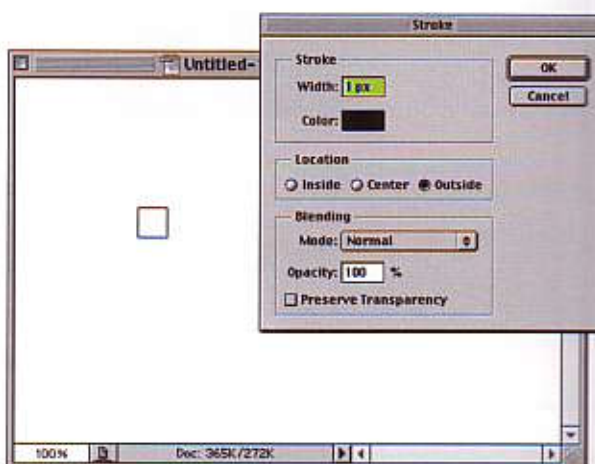 Stroke
Untitled-
Stroke
Width: 1 px
Color:
OK
Cancel
Location
Inside Center Outside
Blending
Mode: Normal
Opacity: 100 %
Preserve Transparency
100% Doc: 365K/272K